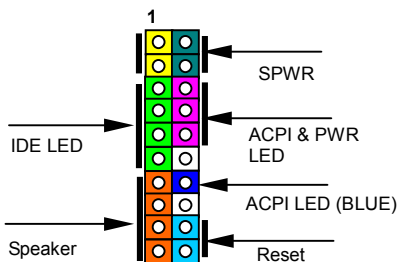 1
SPWR
IDE LED
ACPI & PWR
LED
ACPI LED (BLUE)
Speaker
Reset